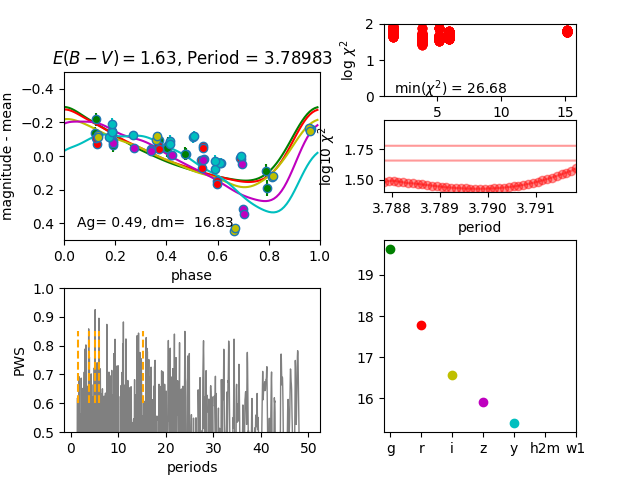 E(B − V) = 1.63, Period = 3.78983
magnitude - mean
−0.4
−0.2
0.0
0.2
0.4
Ag= 0.49, dm= 16.83
0.0 0.2 0.4 0.6 0.8 1.0
phase
log χ²
2
1
0
min(χ²) = 26.68
5 10 15
log10 χ²
1.75
1.50
3.788 3.789 3.790 3.791
period
PWS
1.0
0.9
0.8
0.7
0.6
0.5
0 10 20 30 40 50
periods
19
18
17
16
g r i z y h2m w1